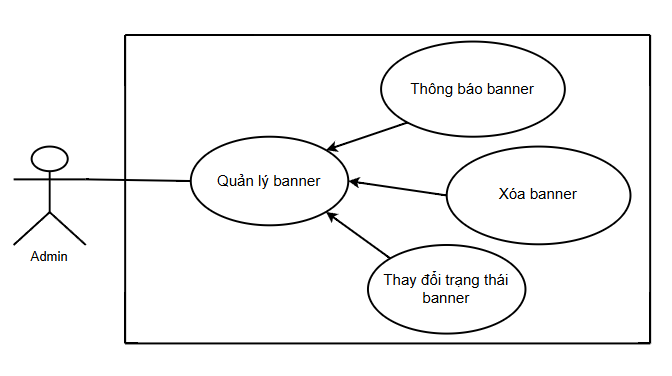 Thông báo banner
Quản lý banner
Xóa banner
Admin
Thay đổi trạng thái
banner